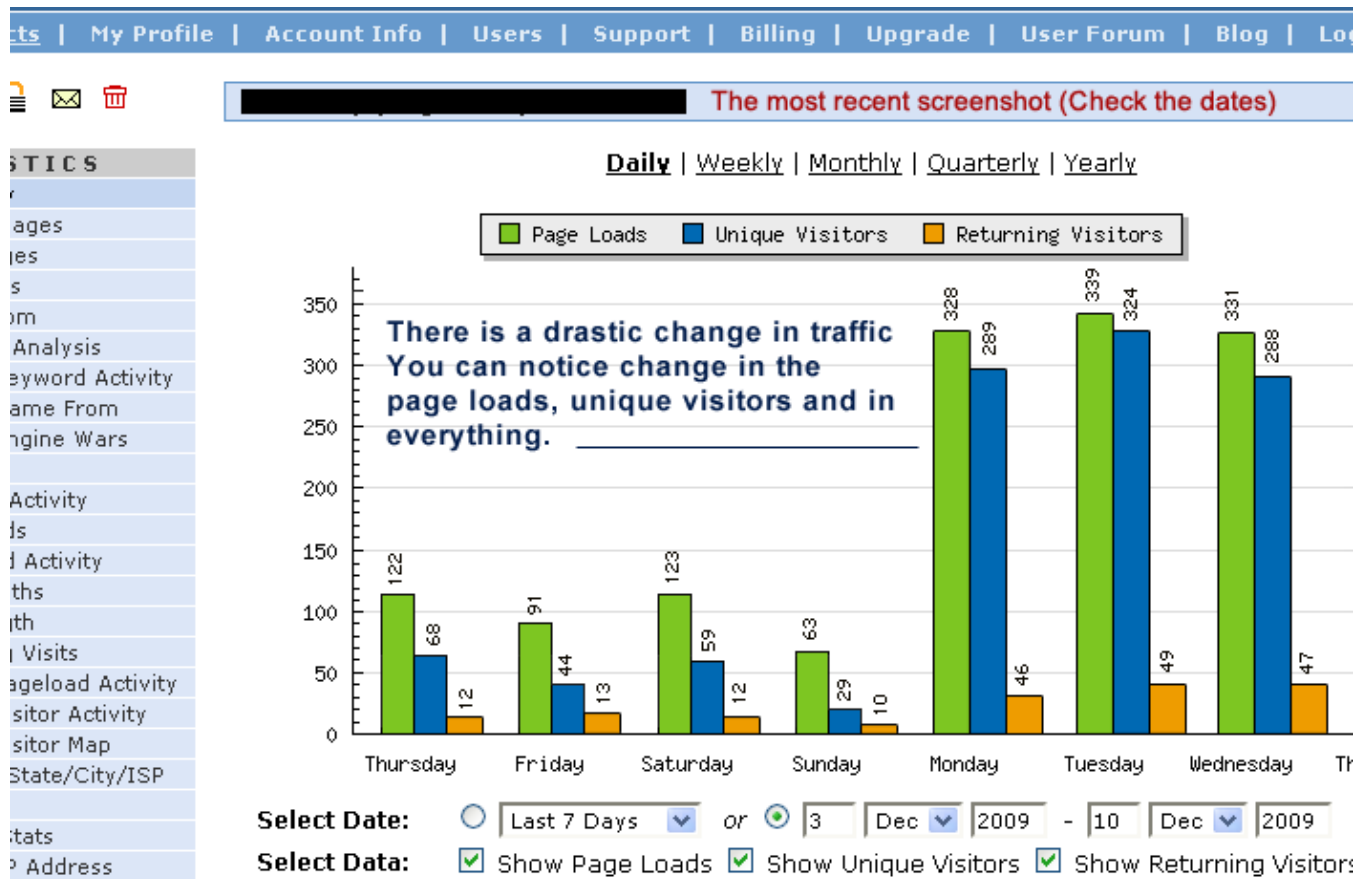 cts | My Profile | Account Info | Users | Support | Billing | Upgrade | User Forum | Blog | Log
The most recent screenshot (Check the dates)
STICS
Daily | Weekly | Monthly | Quarterly | Yearly
ages
ges
s
om
Analysis
eyword Activity
ame From
ngine Wars
Activity
ds
d Activity
ths
gth
g Visits
ageload Activity
sitor Activity
sitor Map
State/City/ISP
tats
P Address
Page Loads Unique Visitors Returning Visitors
There is a drastic change in traffic
You can notice change in the
page loads, unique visitors and in
everything.
350
300
250
200
150
100
50
0
122 68 12
91 44 13
123 59 12
63 29 10
328 289 46
339 324 49
331 288 47
Thursday Friday Saturday Sunday Monday Tuesday Wednesday Th
Select Date: Last 7 Days or 3 Dec 2009 - 10 Dec 2009
Select Data: Show Page Loads Show Unique Visitors Show Returning Visitors